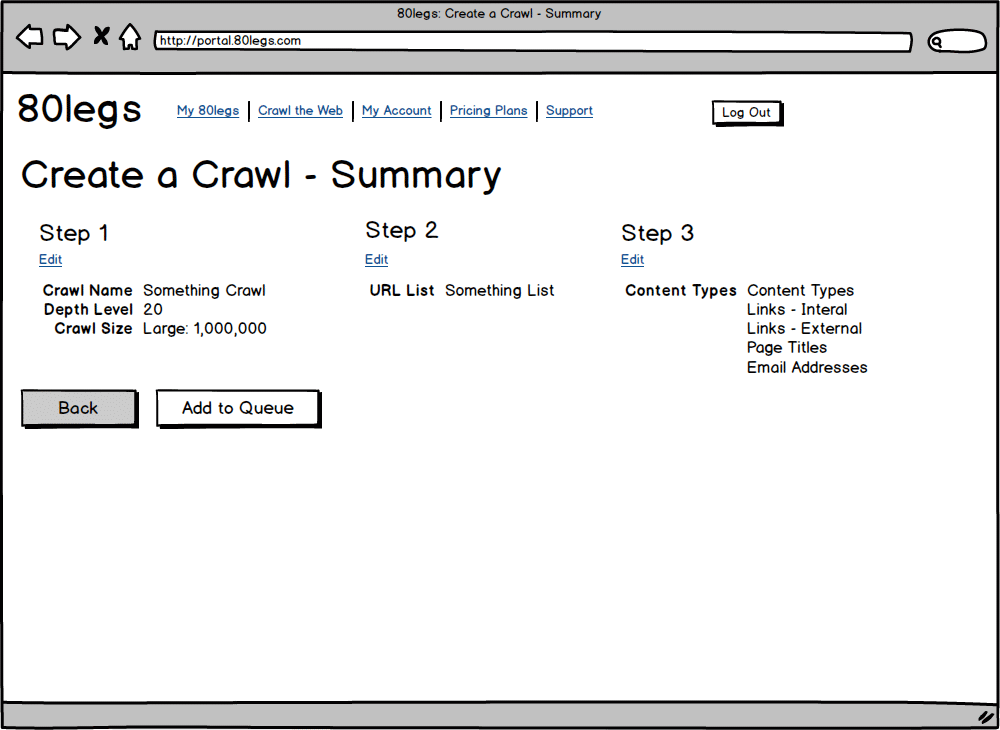 80legs: Create a Crawl - Summary
http://portal.80legs.com
80legs
My 80legs
Crawl the Web
My Account
Pricing Plans
Support
Log Out
Create a Crawl - Summary
Step 1
Edit
Crawl Name Something Crawl
Depth Level 20
Crawl Size Large: 1,000,000
Step 2
Edit
URL List Something List
Step 3
Edit
Content Types Content Types
Links - Interal
Links - External
Page Titles
Email Addresses
Back
Add to Queue